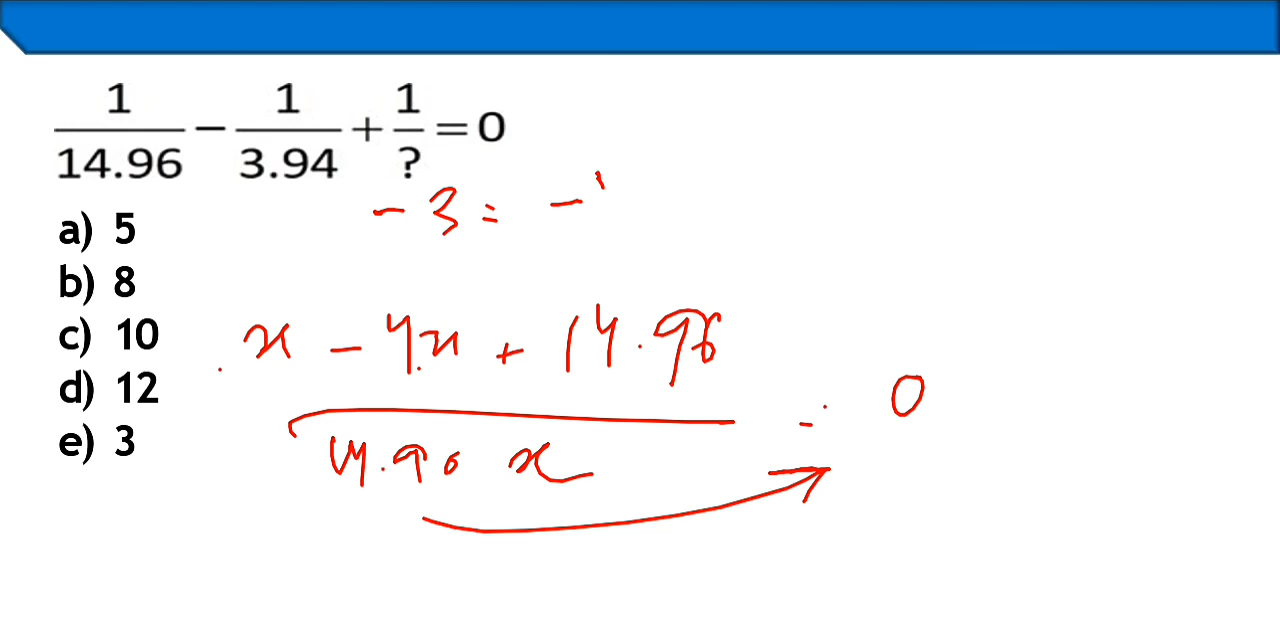 1/14.96 − 1/3.94 + 1/? = 0
- 3 = - 1
a) 5
b) 8
c) 10
d) 12
e) 3
x - 4x + 14.96
14.96 x
= 0